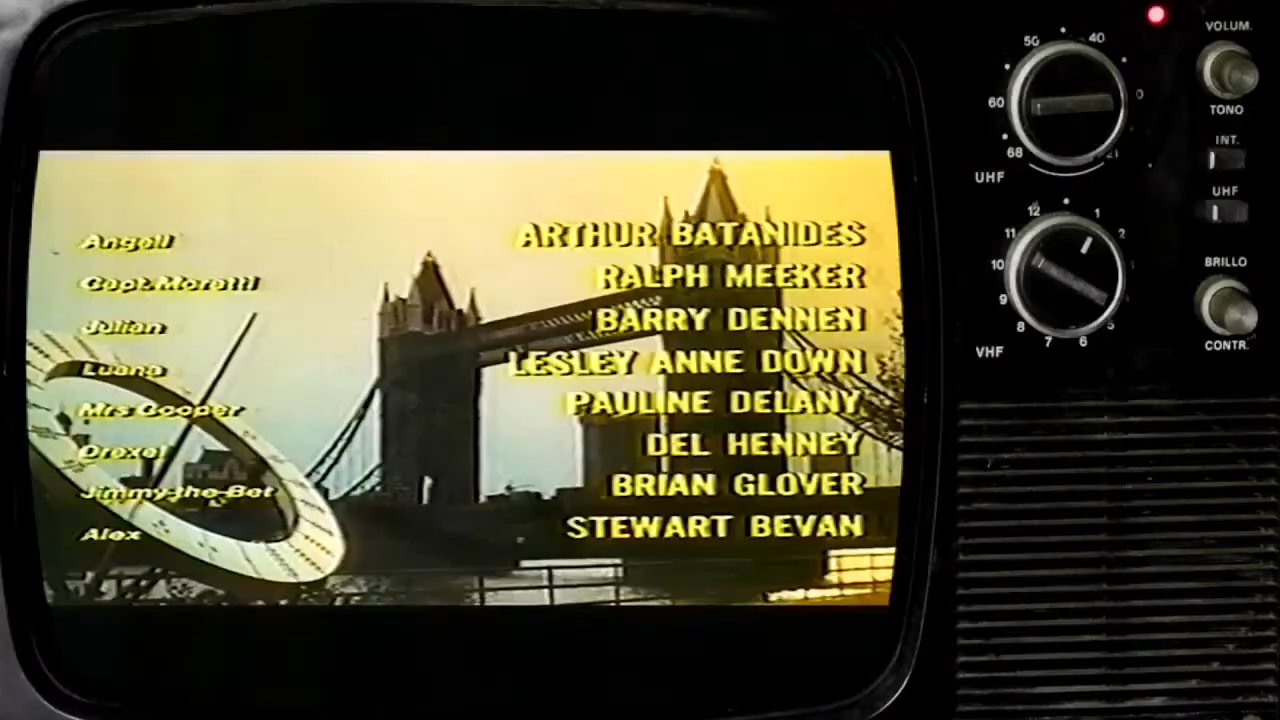 Angell ARTHUR BATANIDES
Capt. Moretti RALPH MEEKER
Julian BARRY DENNEN
Luana LESLEY ANNE DOWN
Mrs Cooper PAULINE DELANY
Drexel DEL HENNEY
Jimmy-the-Bet BRIAN GLOVER
Alex STEWART BEVAN
50 40
60 0
68 21
UHF
12 1
11 2
10
9
8 5
7 6
VHF
VOLUM.
TONO
INT.
UHF
BRILLO
CONTR.